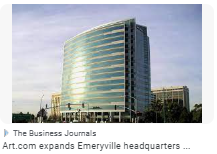 The Business Journals
Art.com expands Emeryville headquarters ...